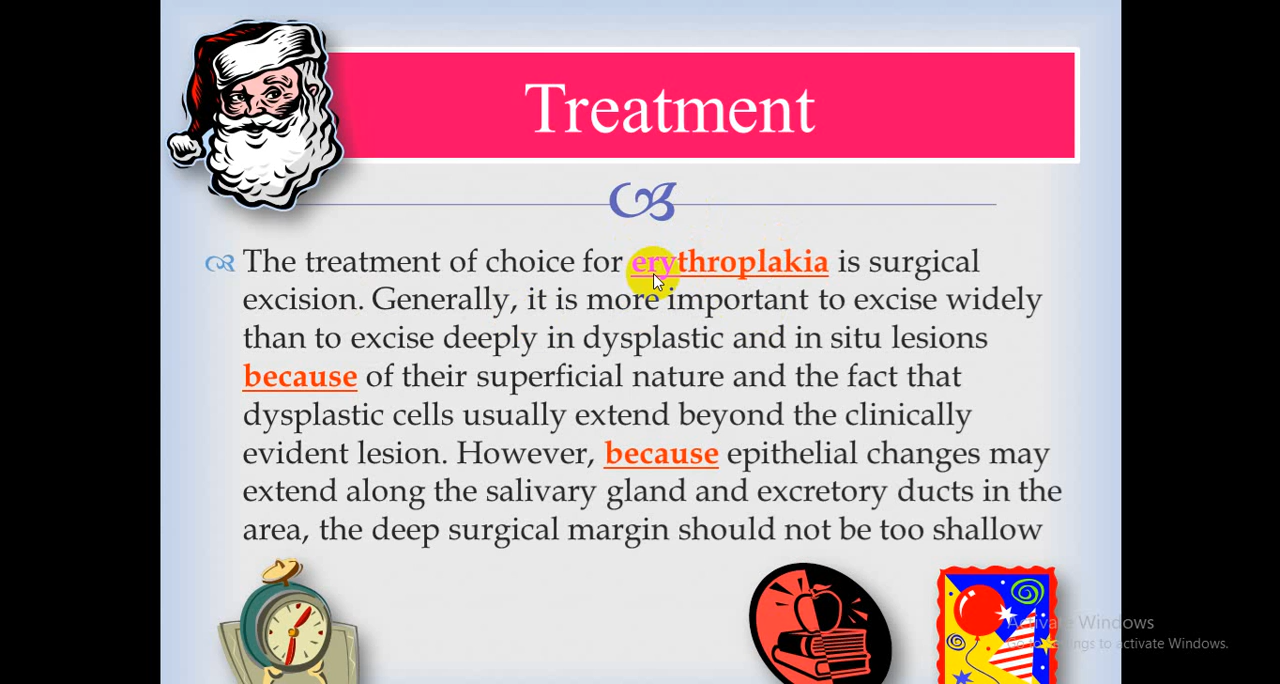 Treatment
The treatment of choice for erythroplakia is surgical
excision. Generally, it is more important to excise widely
than to excise deeply in dysplastic and in situ lesions
because of their superficial nature and the fact that
dysplastic cells usually extend beyond the clinically
evident lesion. However, because epithelial changes may
extend along the salivary gland and excretory ducts in the
area, the deep surgical margin should not be too shallow
Activate Windows
to activate Windows.